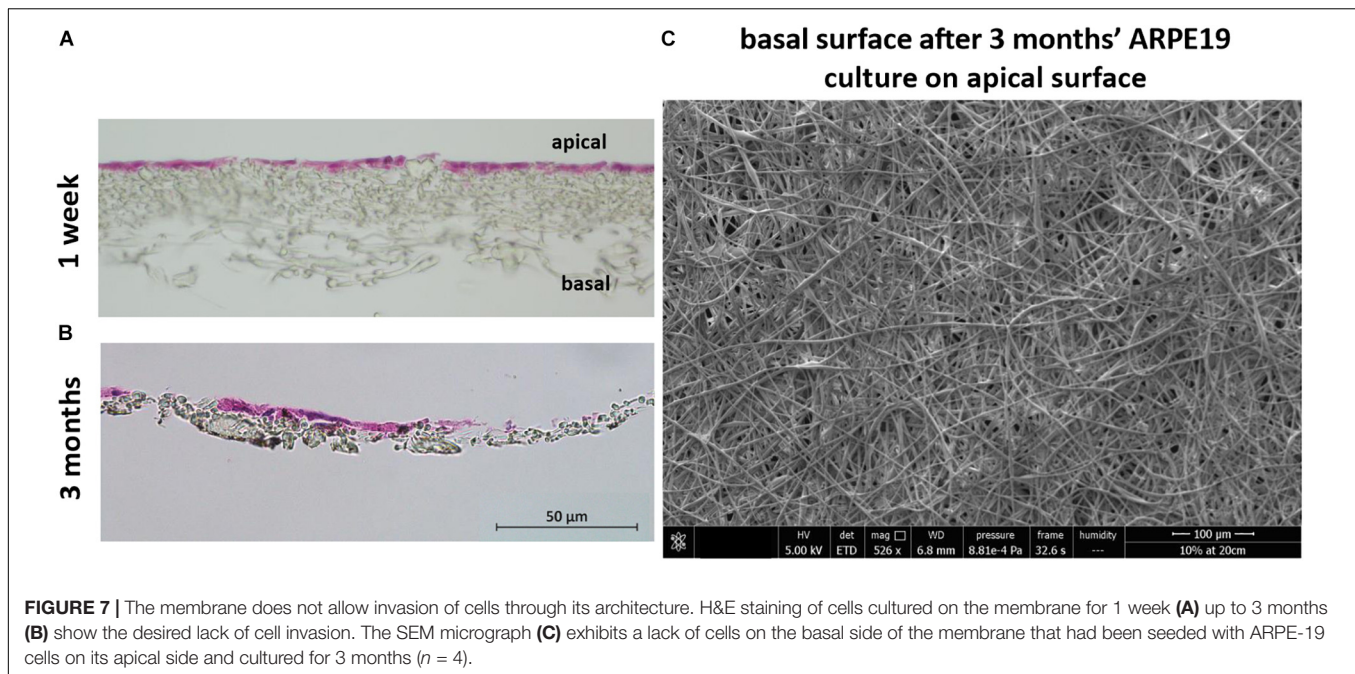 A
1 week
apical
basal
B
3 months
50 µm
C
basal surface after 3 months’ ARPE19
culture on apical surface
HV det mag WD pressure frame humidity 100 µm
5.00 kV ETD 526 x 6.8 mm 8.81e-4 Pa 32.6 s --- 10% at 20cm
FIGURE 7 | The membrane does not allow invasion of cells through its architecture. H&E staining of cells cultured on the membrane for 1 week (A) up to 3 months
(B) show the desired lack of cell invasion. The SEM micrograph (C) exhibits a lack of cells on the basal side of the membrane that had been seeded with ARPE-19
cells on its apical side and cultured for 3 months (n = 4).